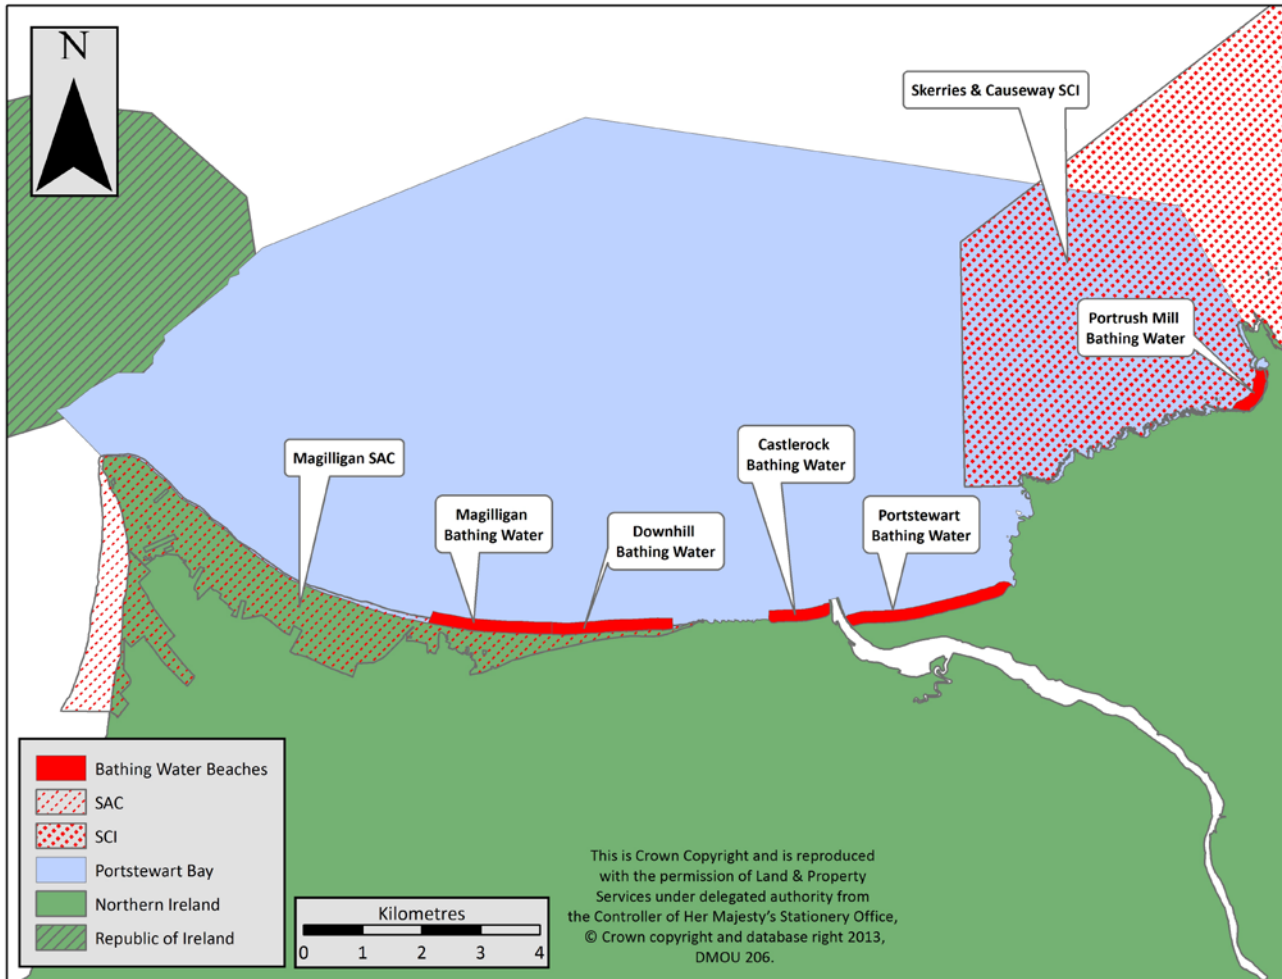 N
Skerries & Causeway SCI
Portrush Mill
Bathing Water
Castlerock
Bathing Water
Magilligan SAC
Magilligan
Bathing Water
Downhill
Bathing Water
Portstewart
Bathing Water
Bathing Water Beaches
SAC
SCI
Portstewart Bay
Northern Ireland
Republic of Ireland
Kilometres
0 1 2 3 4
This is Crown Copyright and is reproduced
with the permission of Land & Property
Services under delegated authority from
the Controller of Her Majesty's Stationery Office,
© Crown copyright and database right 2013,
DMOU 206.